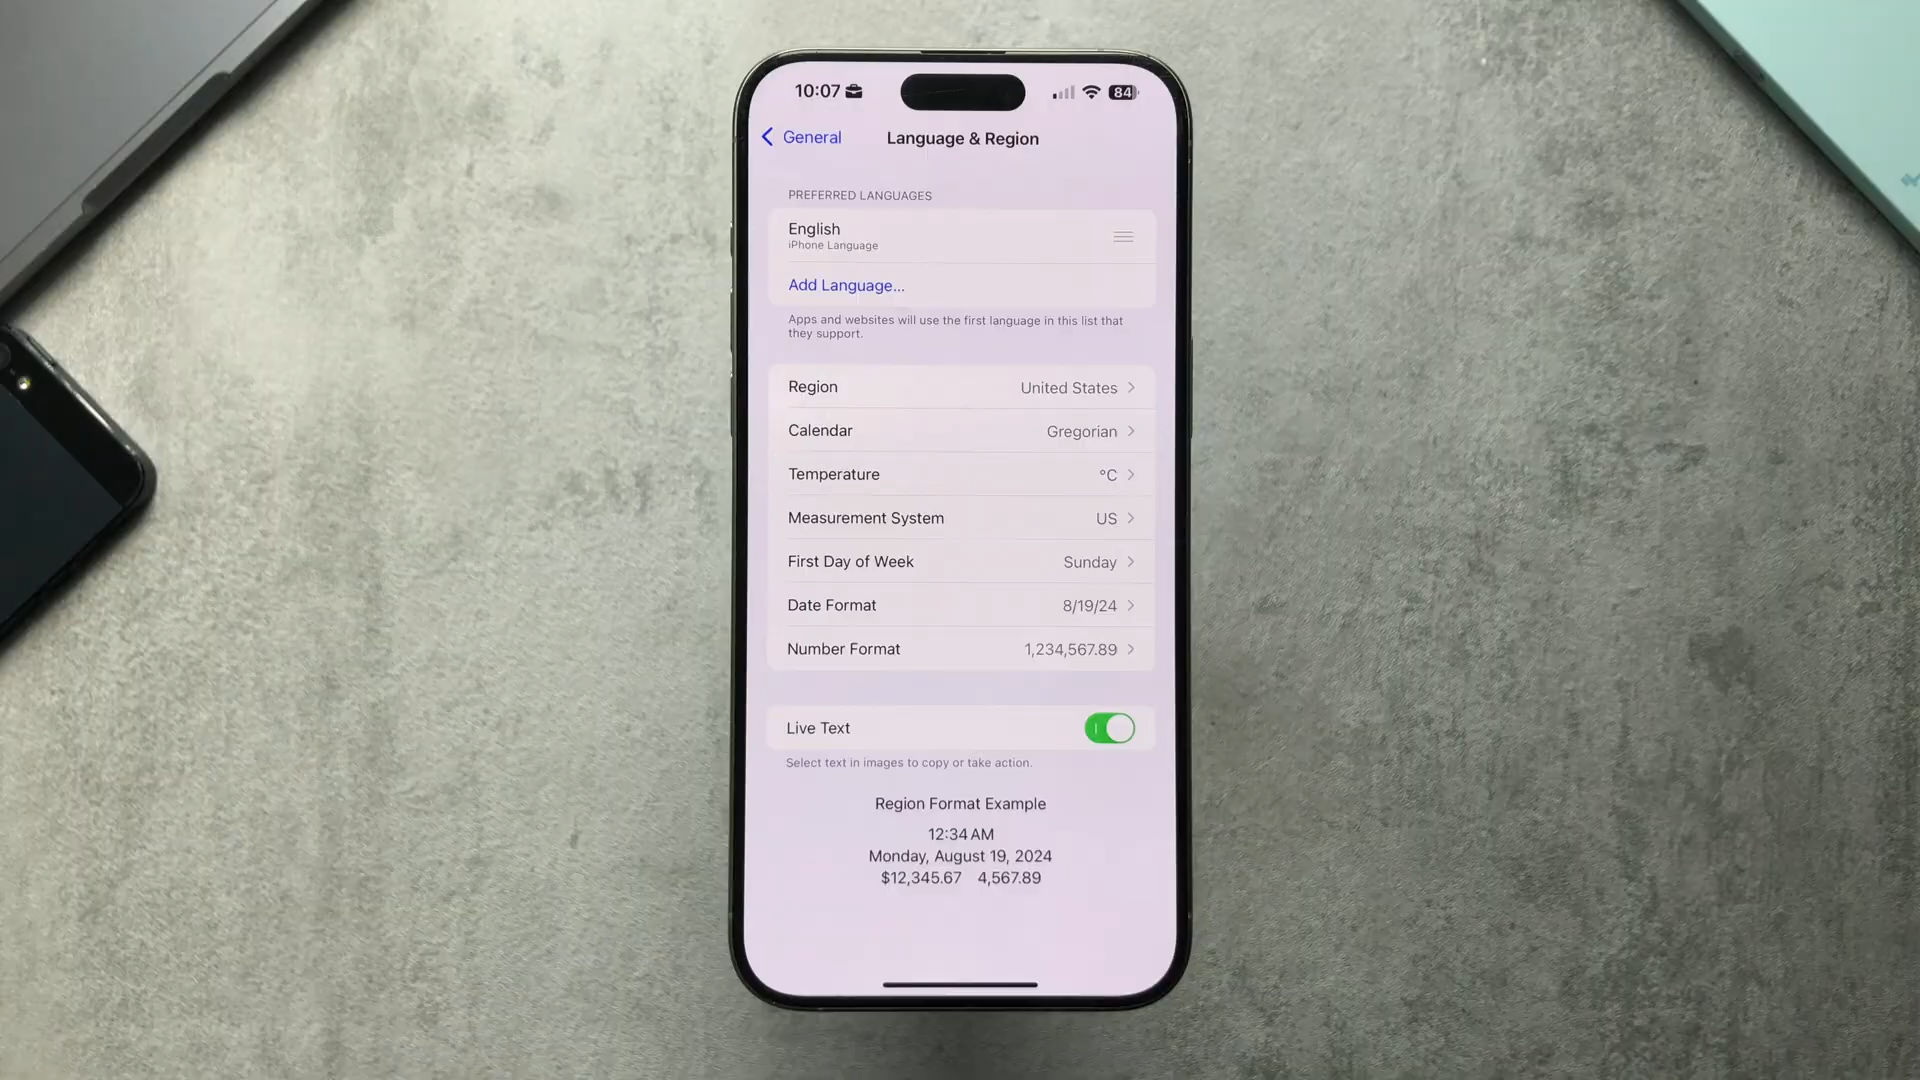 10:07
84
General
Language & Region
PREFERRED LANGUAGES
English
iPhone Language
Add Language...
Apps and websites will use the first language in this list that
they support.
Region United States
Calendar Gregorian
Temperature °C
Measurement System US
First Day of Week Sunday
Date Format 8/19/24
Number Format 1,234,567.89
Live Text
Select text in images to copy or take action.
Region Format Example
12:34 AM
Monday, August 19, 2024
$12,345.67 4,567.89